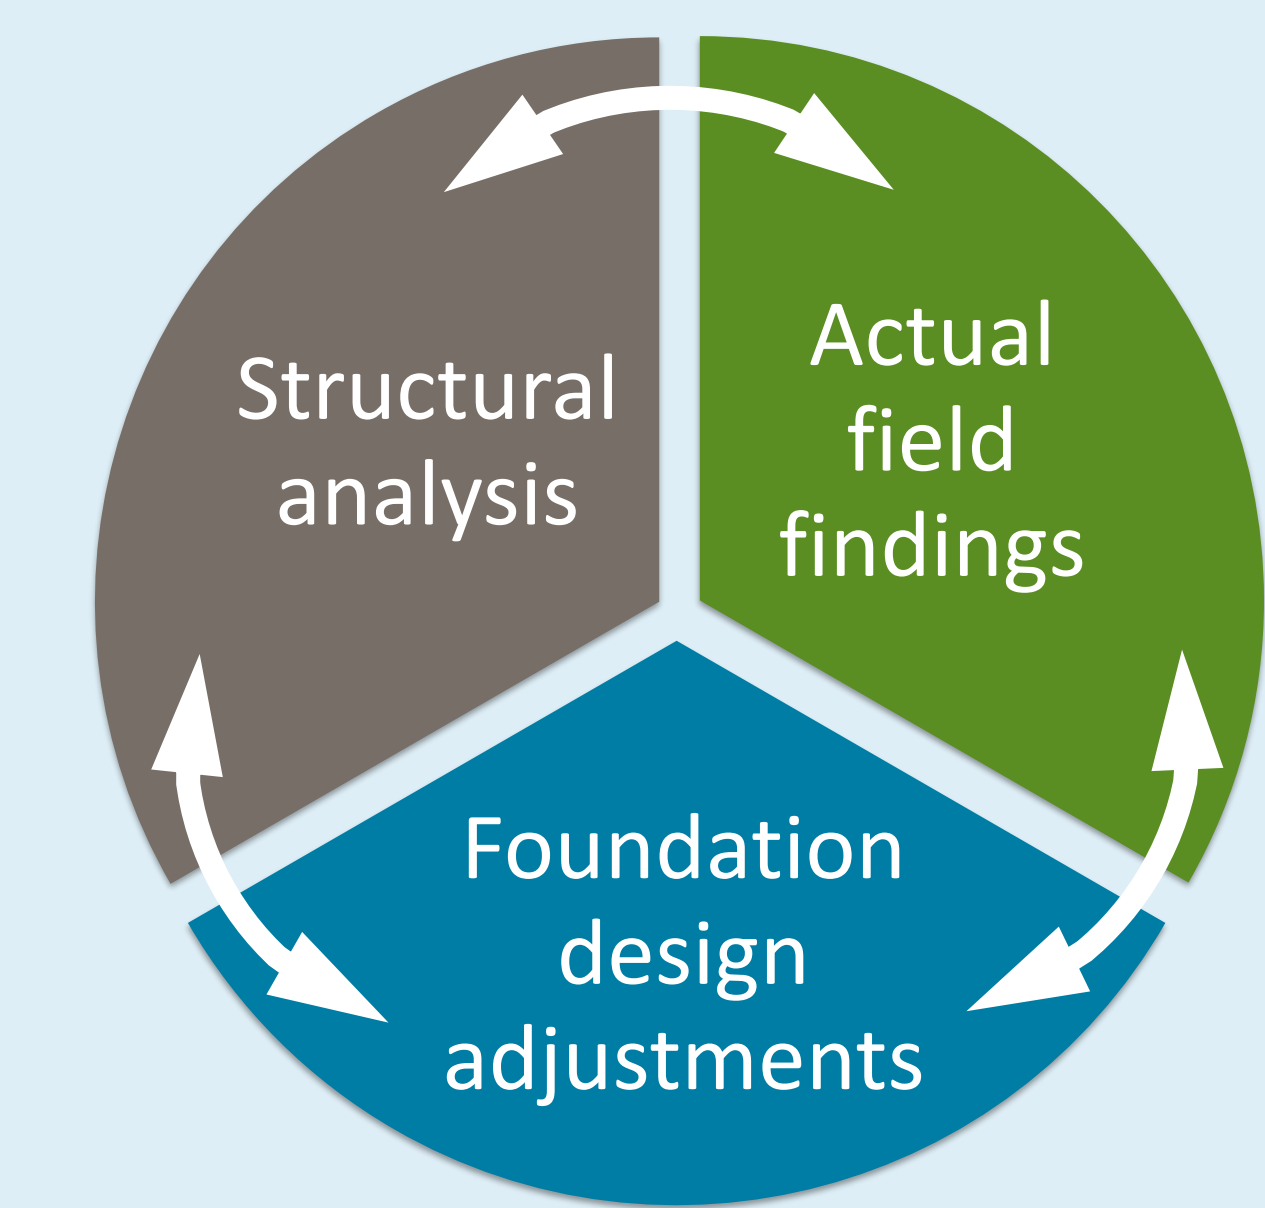 Structural
analysis
Actual
field
findings
Foundation
design
adjustments